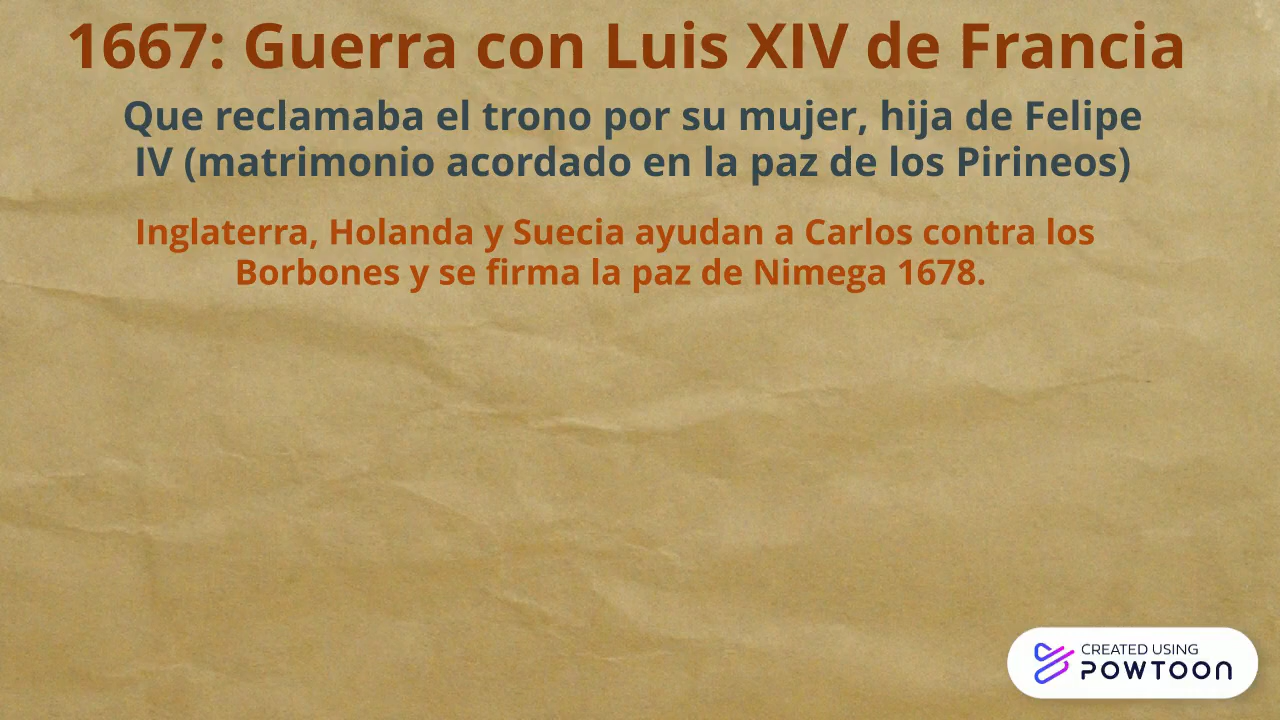 1667: Guerra con Luis XIV de Francia
Que reclamaba el trono por su mujer, hija de Felipe
IV (matrimonio acordado en la paz de los Pirineos)
Inglaterra, Holanda y Suecia ayudan a Carlos contra los
Borbones y se firma la paz de Nimega 1678.
CREATED USING
POWTOON